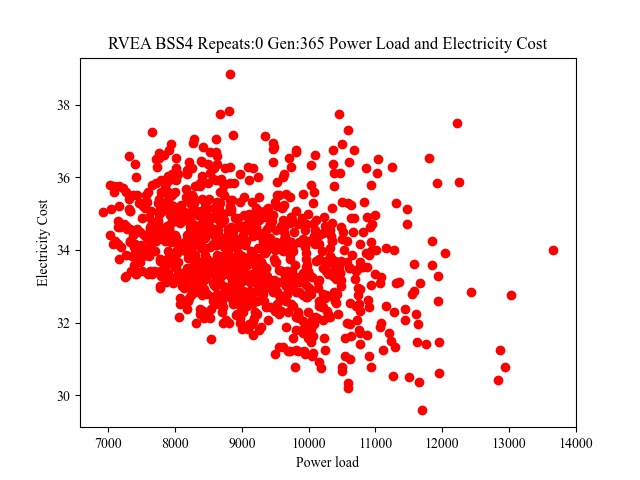 RVEA BSS4 Repeats:0 Gen:365 Power Load and Electricity Cost
Electricity Cost
38
36
34
32
30
7000 8000 9000 10000 11000 12000 13000 14000
Power load